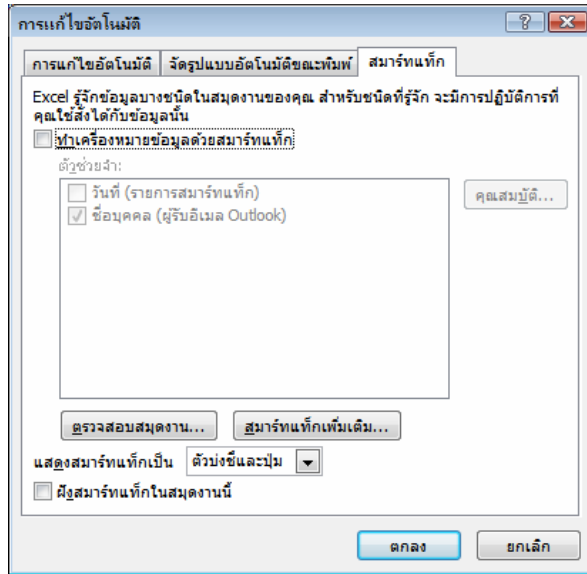 การแก้ไขอัตโนมัติ
การแก้ไขอัตโนมัติ จัดรูปแบบอัตโนมัติขณะพิมพ์ สมาร์ทแท็ก
Excel รู้จักข้อมูลบางชนิดในสมุดงานของคุณ สำหรับชนิดที่รู้จัก จะมีการปฏิบัติการที่
คุณใช้สั่งได้กับข้อมูลนั้น
ทำเครื่องหมายข้อมูลด้วยสมาร์ทแท็ก
ตัวช่วยจำ:
วันที่ (รายการสมาร์ทแท็ก)
ชื่อบุคคล (ผู้รับอีเมล Outlook)
คุณสมบัติ...
ตรวจสอบสมุดงาน... สมาร์ทแท็กเพิ่มเติม...
แสดงสมาร์ทแท็กเป็น ตัวบ่งชี้และปุ่ม
ฝังสมาร์ทแท็กในสมุดงานนี้
ตกลง ยกเลิก